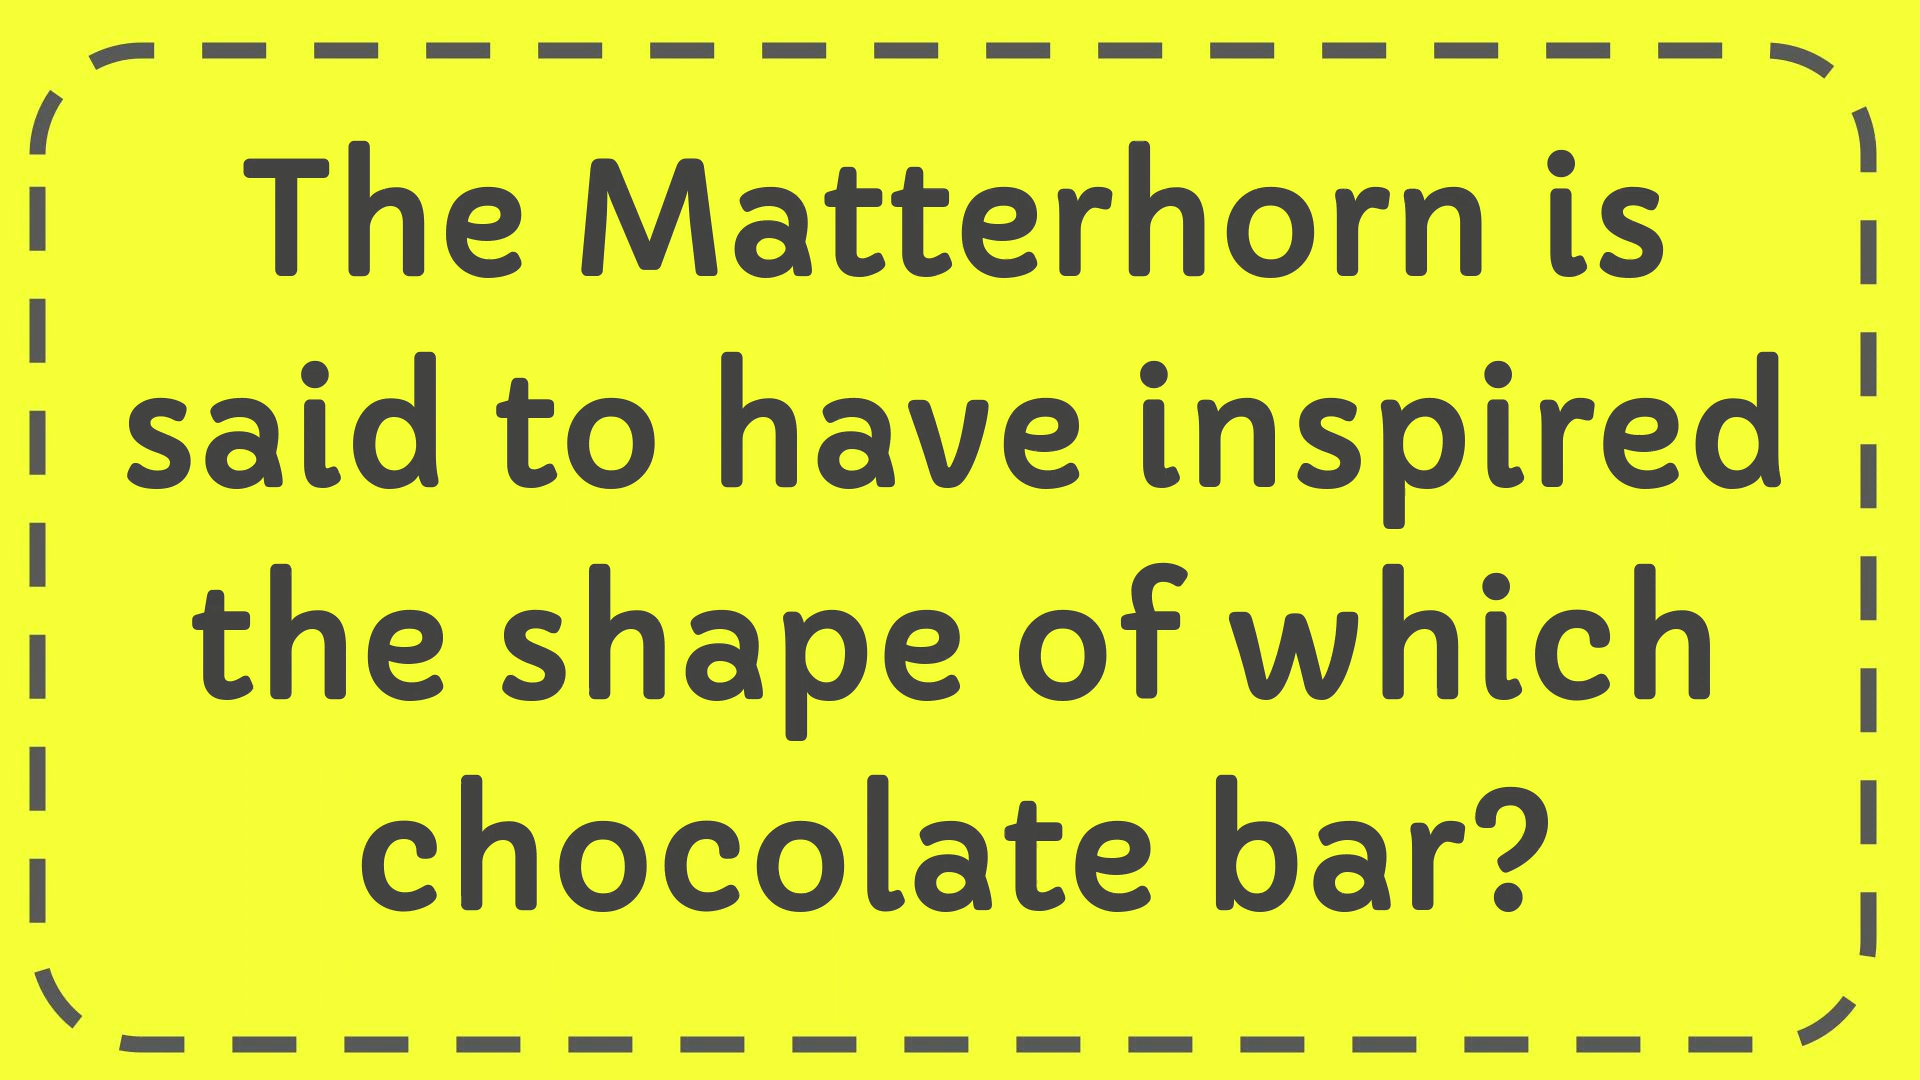 The Matterhorn is
said to have inspired
the shape of which
chocolate bar?